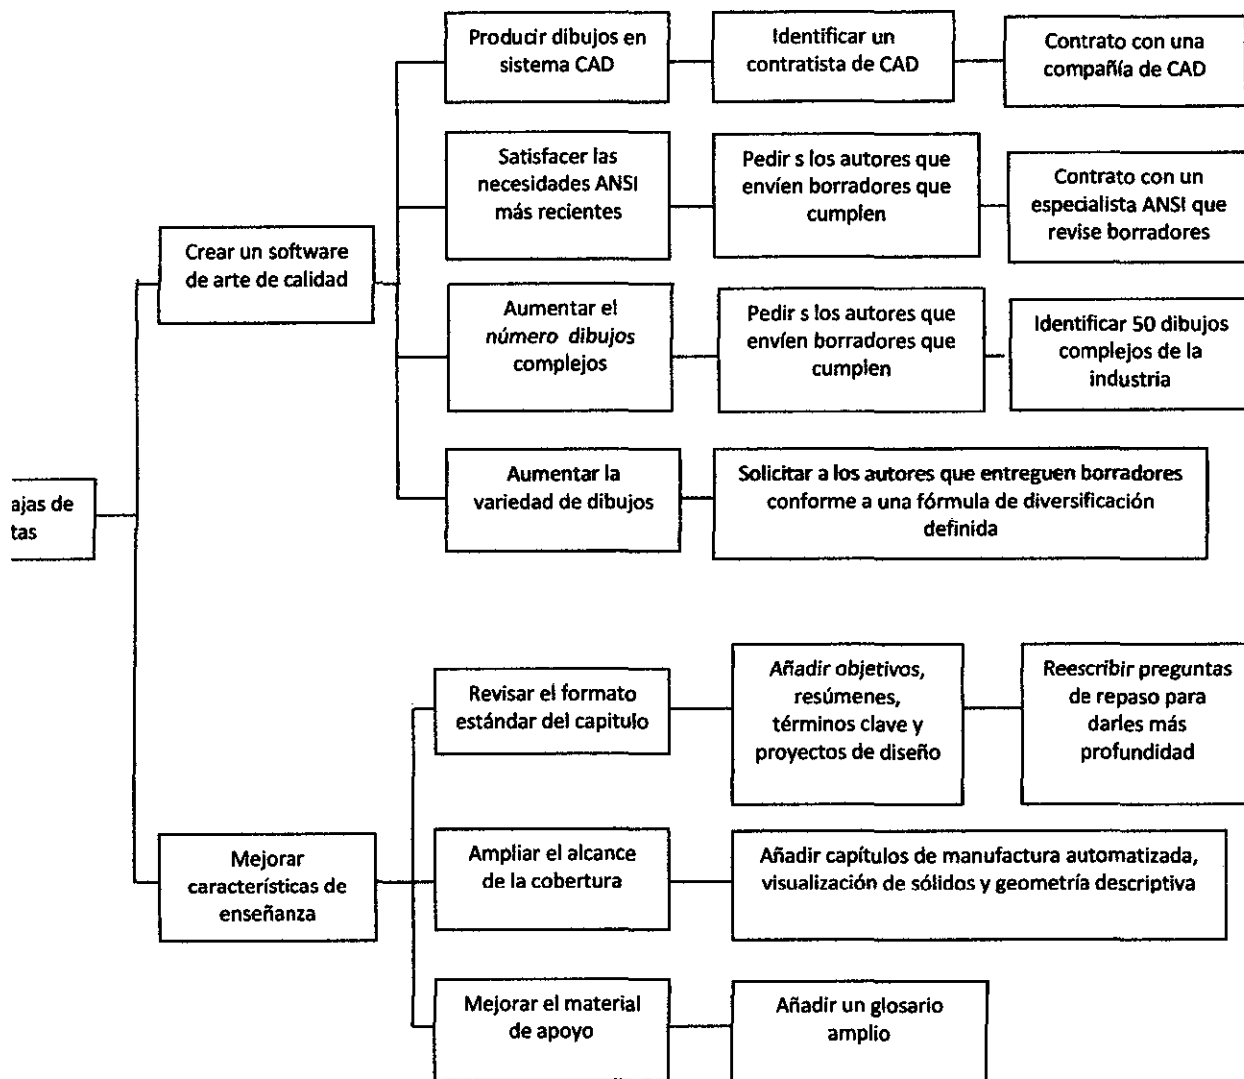 Producir dibujos en
sistema CAD
Identificar un
contratista de CAD
Contrato con una
compañía de CAD
Satisfacer las
necesidades ANSI
más recientes
Pedir s los autores que
envíen borradores que
cumplen
Contrato con un
especialista ANSI que
revise borradores
Crear un software
de arte de calidad
Aumentar el
número dibujos
complejos
Pedir s los autores que
envíen borradores que
cumplen
Identificar 50 dibujos
complejos de la
industria
Aumentar la
variedad de dibujos
Solicitar a los autores que entreguen borradores
conforme a una fórmula de diversificación
definida
ajas de
tas
Revisar el formato
estándar del capitulo
Añadir objetivos,
resúmenes,
términos clave y
proyectos de diseño
Reescribir preguntas
de repaso para
darles más
profundidad
Mejorar
características de
enseñanza
Ampliar el alcance
de la cobertura
Añadir capítulos de manufactura automatizada,
visualización de sólidos y geometría descriptiva
Mejorar el material
de apoyo
Añadir un glosario
amplio